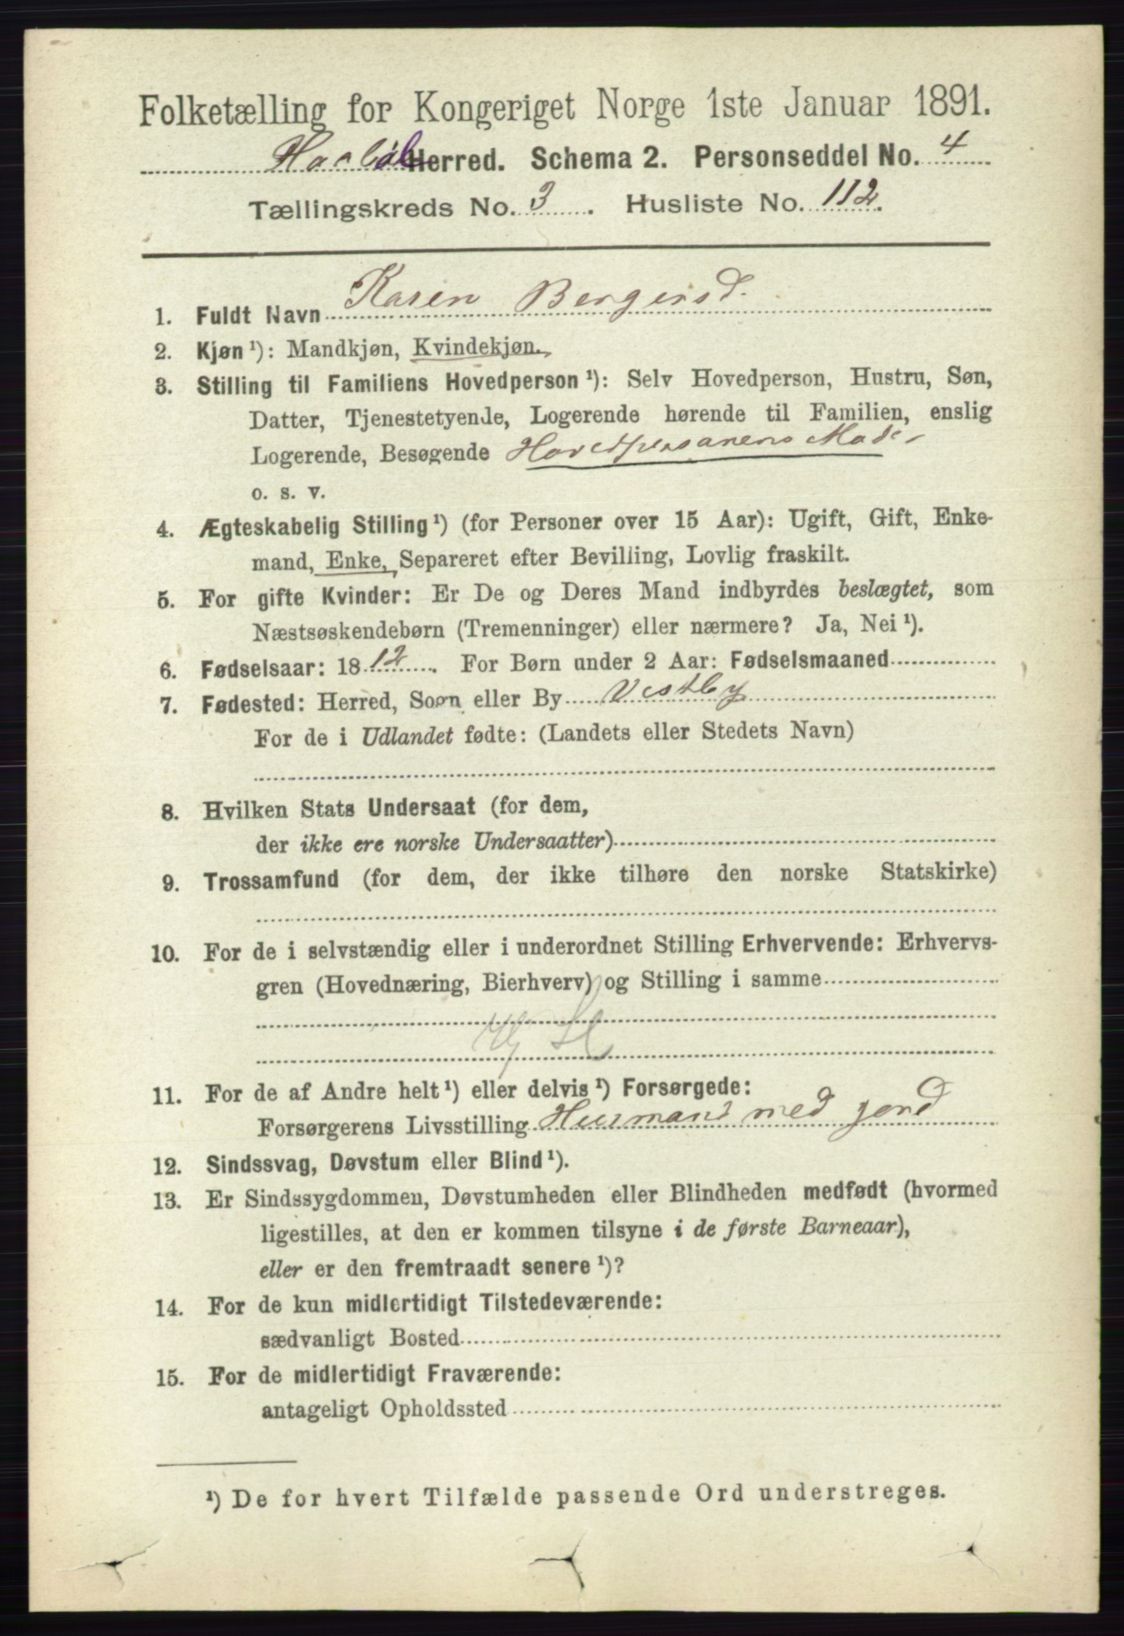 Folketælling for Kongeriget Norge 1ste Januar 1891.
Haabøl Herred. Schema 2. Personseddel No. 4
Tællingskreds No. 3. Husliste No. 112.
1. Fuldt Navn Karen Bergersd.
2. Kjøn ¹): Mandkjøn, Kvindekjøn.
3. Stilling til Familiens Hovedperson ¹): Selv Hovedperson, Hustru, Søn,
Datter, Tjenestetyende, Logerende hørende til Familien, enslig
Logerende, Besøgende Hovedpersonens Moder
o. s. v.
4. Ægteskabelig Stilling ¹) (for Personer over 15 Aar): Ugift, Gift, Enke-
mand, Enke, Separeret efter Bevilling, Lovlig fraskilt.
5. For gifte Kvinder: Er De og Deres Mand indbyrdes beslægtet, som
Næstsøskendebørn (Tremenninger) eller nærmere? Ja, Nei ¹).
6. Fødselsaar: 1812. For Børn under 2 Aar: Fødselsmaaned
7. Fødested: Herred, Sogn eller By Vestby
For de i Udlandet fødte: (Landets eller Stedets Navn)
8. Hvilken Stats Undersaat (for dem,
der ikke ere norske Undersaatter)
9. Trossamfund (for dem, der ikke tilhøre den norske Statskirke)
10. For de i selvstændig eller i underordnet Stilling Erhvervende: Erhvervs-
gren (Hovednæring, Bierhverv) og Stilling i samme
11. For de af Andre helt ¹) eller delvis ¹) Forsørgede:
Forsørgerens Livsstilling Husmand med jord
12. Sindssvag, Døvstum eller Blind ¹).
13. Er Sindssygdommen, Døvstumheden eller Blindheden medfødt (hvormed
ligestilles, at den er kommen tilsyne i de første Barneaar),
eller er den fremtraadt senere ¹)?
14. For de kun midlertidigt Tilstedeværende:
sædvanligt Bosted
15. For de midlertidigt Fraværende:
antageligt Opholdssted
¹) De for hvert Tilfælde passende Ord understreges.